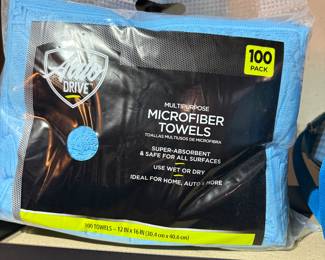 Auto
DRIVE
100
PACK
MULTIPURPOSE
MICROFIBER
TOWELS
TOALLAS MULTIUSOS DE MICROFIBRA
SUPER-ABSORBENT
& SAFE FOR ALL SURFACES
USE WET OR DRY
IDEAL FOR HOME, AUTO & MORE
100 TOWELS – 12 IN x 16 IN (30.4 cm x 40.6 cm)